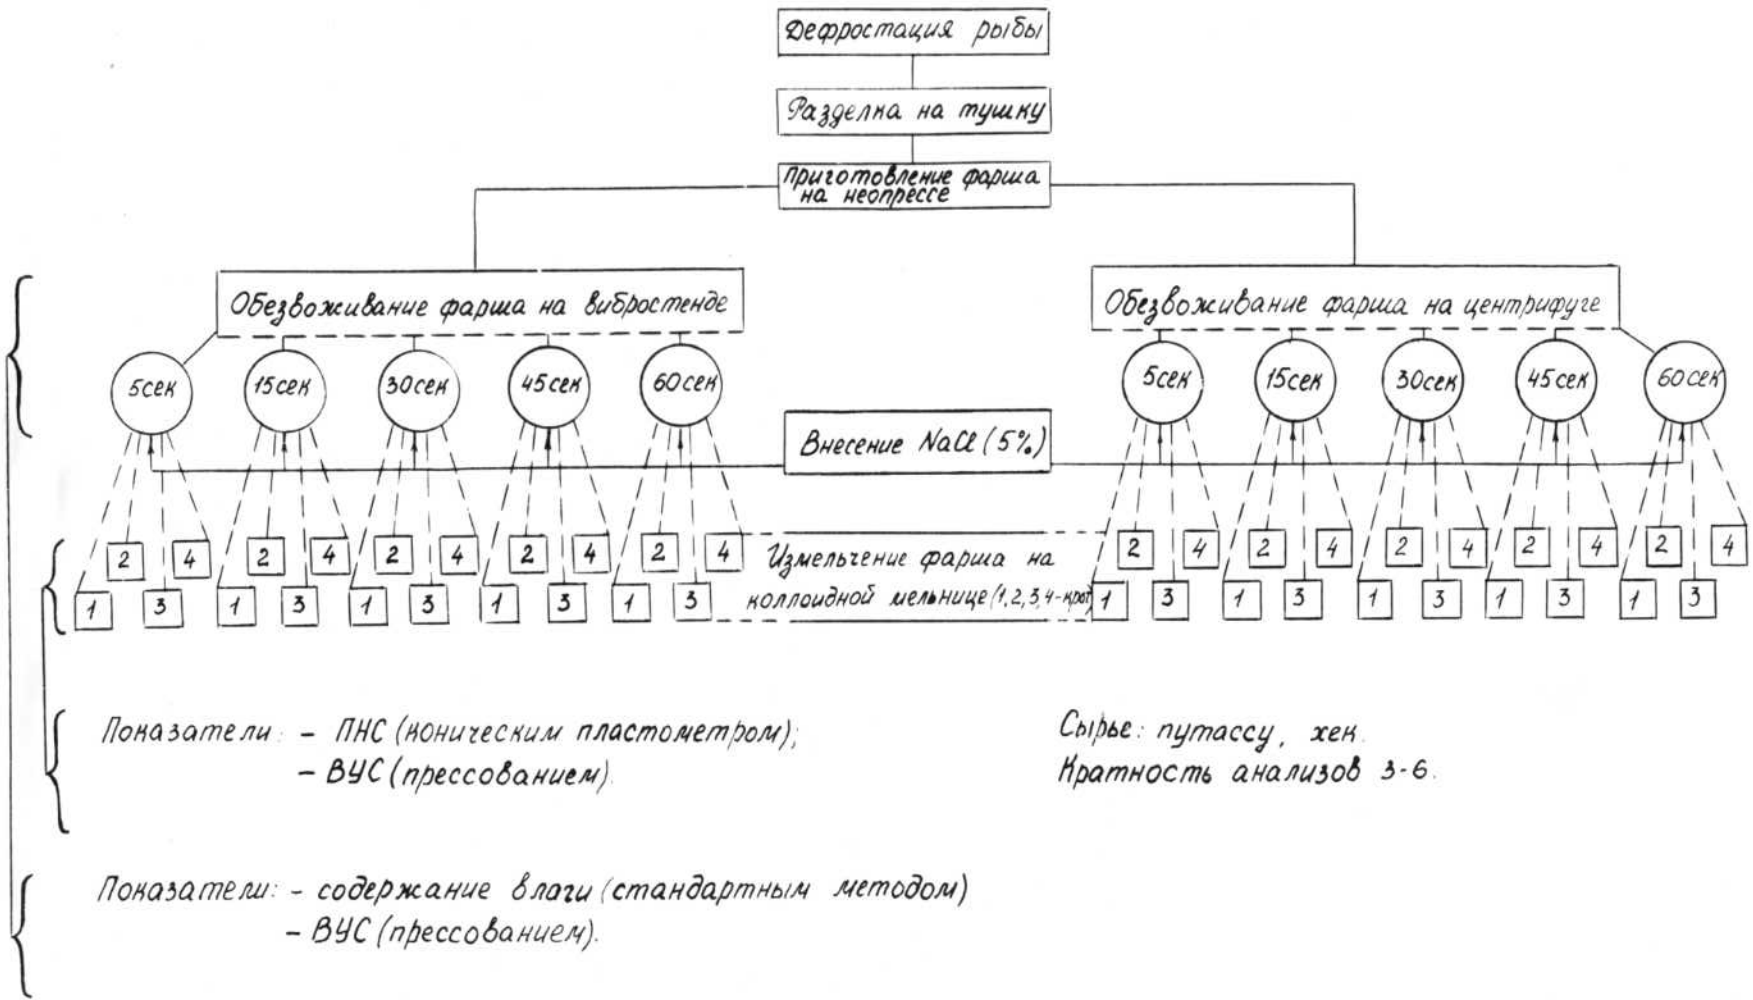 Дефростация рыбы
Разделка на тушку
Приготовление фарша
на неопрессе
Обезвоживание фарша на вибростенде
Обезвоживание фарша на центрифуге
5сек 15сек 30сек 45сек 60сек
5сек 15сек 30сек 45сек 60сек
Внесение NaCl (5%)
2 4 2 4 2 4 2 4 2 4
1 3 1 3 1 3 1 3 1 3
Измельчение фарша на
коллоидной мельнице (1,2,3,4-крат)
2 4 2 4 2 4 2 4 2 4
1 3 1 3 1 3 1 3 1 3
Показатели: - ПНС (коническим пластометром);
- ВУС (прессованием).
Сырье: путассу, хек.
Кратность анализов 3-6.
Показатели: - содержание влаги (стандартным методом)
- ВУС (прессованием).